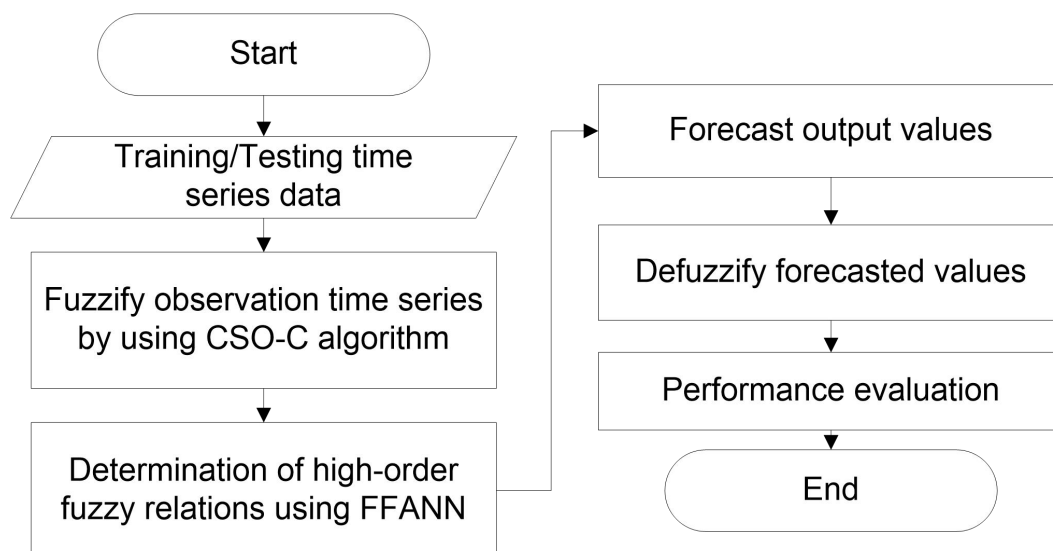 Start
Training/Testing time
series data
Fuzzify observation time series
by using CSO-C algorithm
Determination of high-order
fuzzy relations using FFANN
Forecast output values
Defuzzify forecasted values
Performance evaluation
End